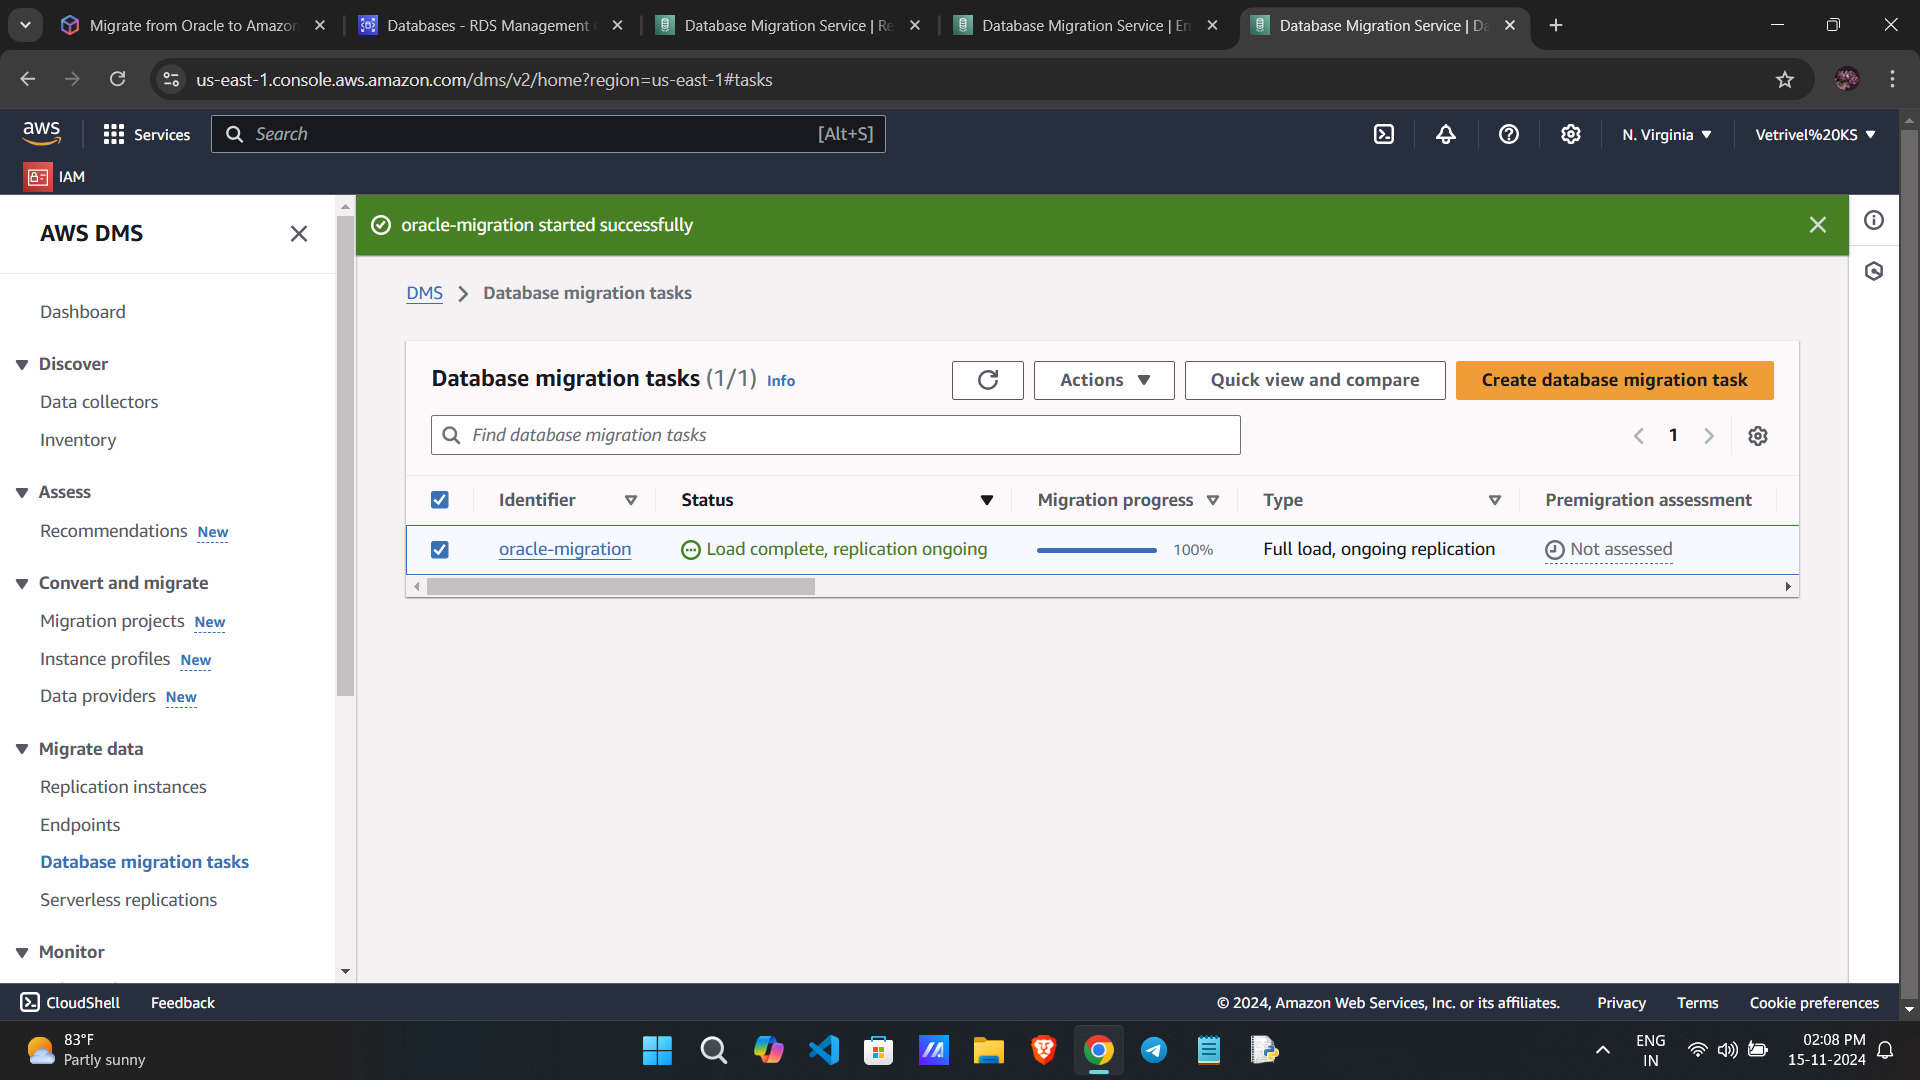 Migrate from Oracle to Amazon
Databases - RDS Management
Database Migration Service | Re
Database Migration Service | En
Database Migration Service | Da
us-east-1.console.aws.amazon.com/dms/v2/home?region=us-east-1#tasks
aws
Services
Search
[Alt+S]
N. Virginia
Vetrivel%20KS
IAM
AWS DMS
Dashboard
Discover
Data collectors
Inventory
Assess
Recommendations New
Convert and migrate
Migration projects New
Instance profiles New
Data providers New
Migrate data
Replication instances
Endpoints
Database migration tasks
Serverless replications
Monitor
oracle-migration started successfully
DMS > Database migration tasks
Database migration tasks (1/1) Info
Actions
Quick view and compare
Create database migration task
Find database migration tasks
1
Identifier Status Migration progress Type Premigration assessment
oracle-migration Load complete, replication ongoing 100% Full load, ongoing replication Not assessed
CloudShell Feedback
© 2024, Amazon Web Services, Inc. or its affiliates. Privacy Terms Cookie preferences
83°F
Partly sunny
ENG
IN
02:08 PM
15-11-2024